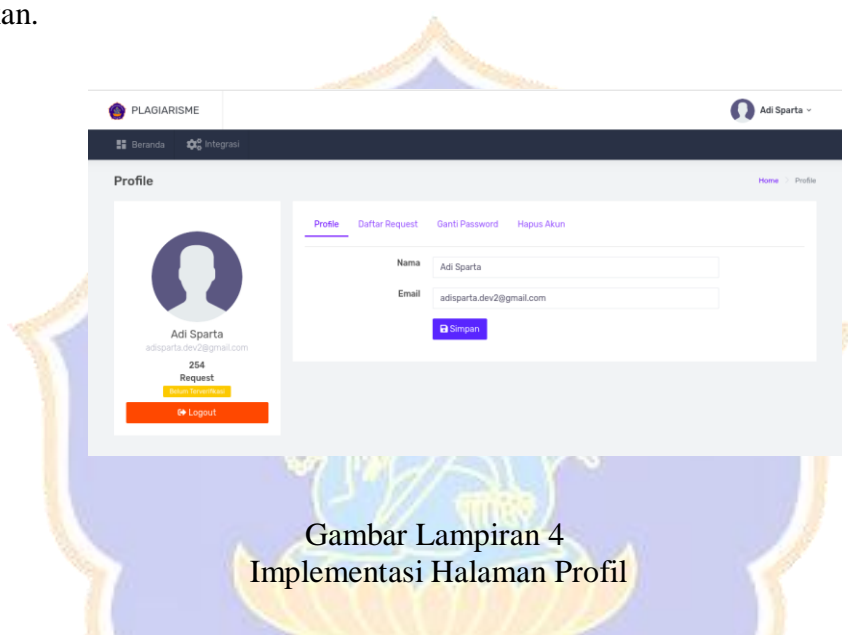 an.
PLAGIARISME
Adi Sparta
Beranda Integrasi
Profile
Home Profile
Profile Daftar Request Ganti Password Hapus Akun
Nama Adi Sparta
Email adisparta.dev2@gmail.com
Simpan
Adi Sparta
adisparta.dev2@gmail.com
254
Request
Belum Terverifikasi
Logout
Gambar Lampiran 4
Implementasi Halaman Profil